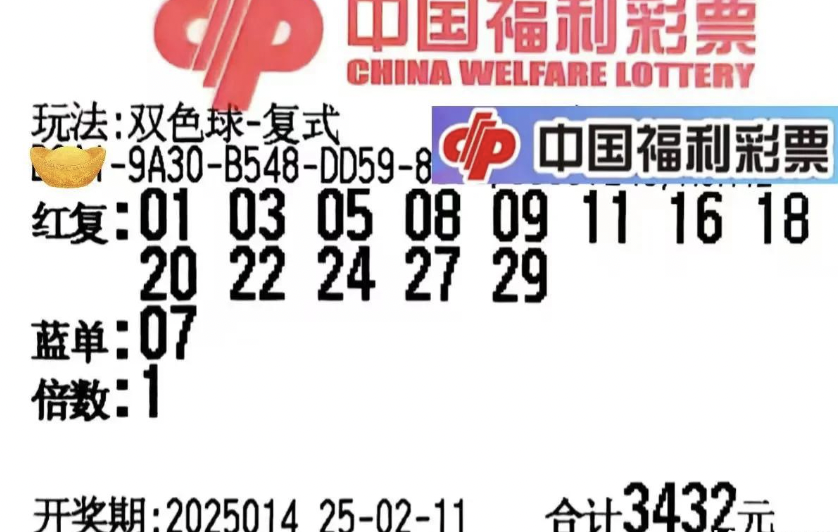 中国福利彩票
CHINA WELFARE LOTTERY
玩法:双色球-复式
-9A30-B548-DD59-8
中国福利彩票
红复:01 03 05 08 09 11 16 18
20 22 24 27 29
蓝单:07
倍数:1
开奖期:2025014 25-02-11 合计3432元